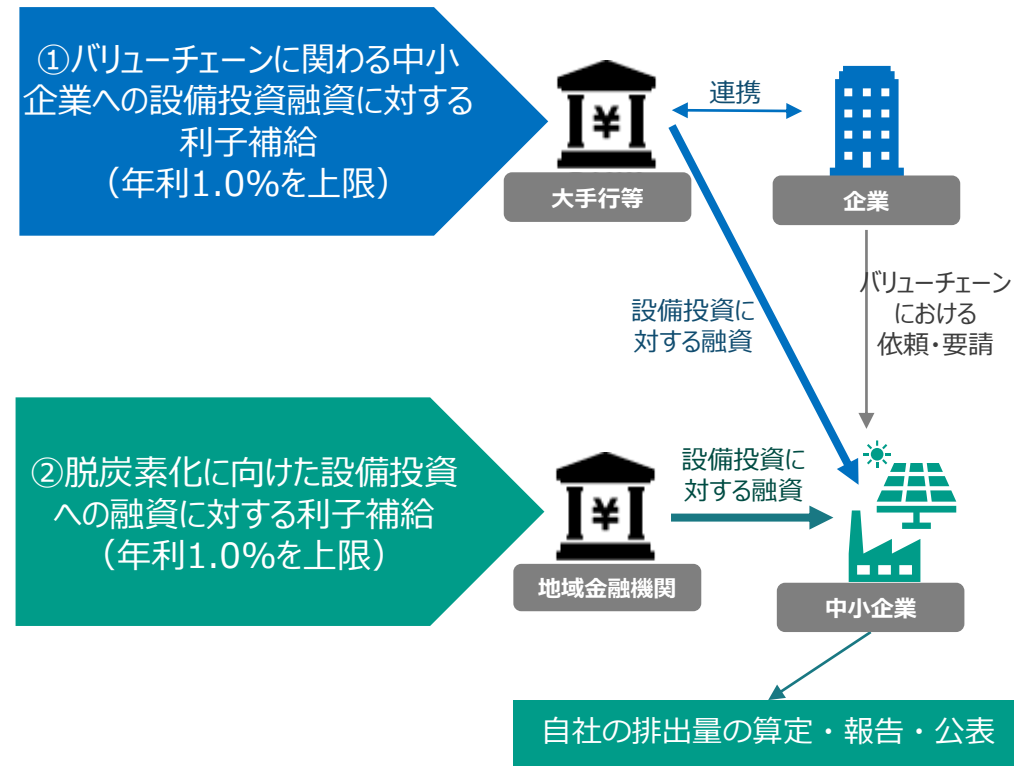 ①バリューチェーンに関わる中小
企業への設備投資融資に対する
利子補給
（年利1.0%を上限）
¥
連携
大手行等
企業
設備投資に
対する融資
バリューチェーン
における
依頼・要請
②脱炭素化に向けた設備投資
への融資に対する利子補給
（年利1.0%を上限）
¥
設備投資に
対する融資
地域金融機関
中小企業
自社の排出量の算定・報告・公表